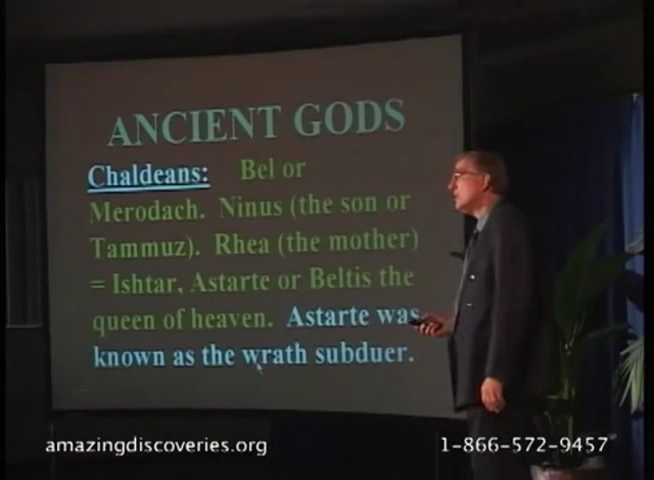 ANCIENT GODS
Chaldeans: Bel or
Merodach. Ninus (the son or
Tammuz). Rhea (the mother)
= Ishtar, Astarte or Beltis the
queen of heaven. Astarte was
known as the wrath subduer.
amazingdiscoveries.org
1-866-572-9457